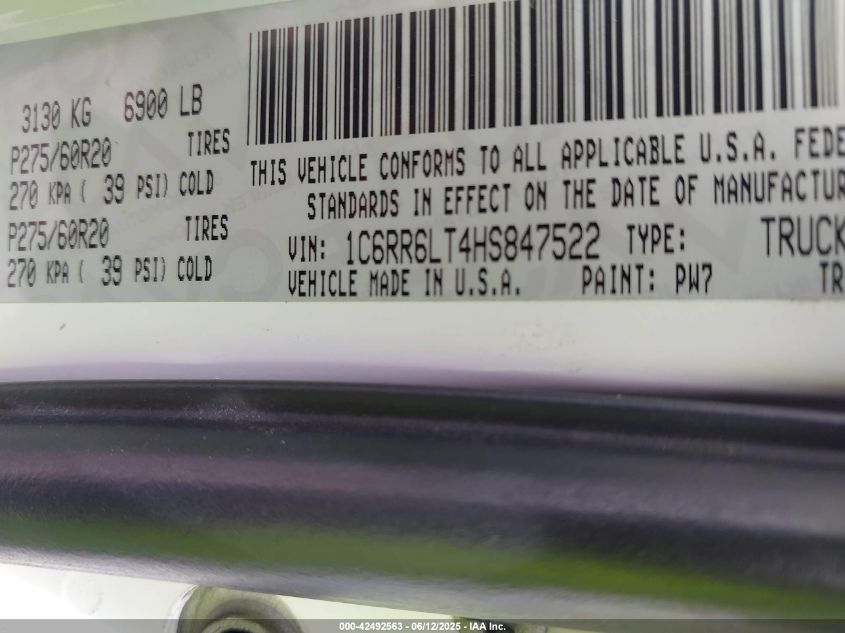 3130 KG 6900 LB
P275/60R20 TIRES
270 KPA ( 39 PSI) COLD
P275/60R20 TIRES
270 KPA ( 39 PSI) COLD
THIS VEHICLE CONFORMS TO ALL APPLICABLE U.S.A. FEDE
STANDARDS IN EFFECT ON THE DATE OF MANUFACTUR
VIN: 1C6RR6LT4HS847522 TYPE: TRUCK
VEHICLE MADE IN U.S.A. PAINT: PW7 TR
000-42492563 - 06/12/2025 - IAA Inc.